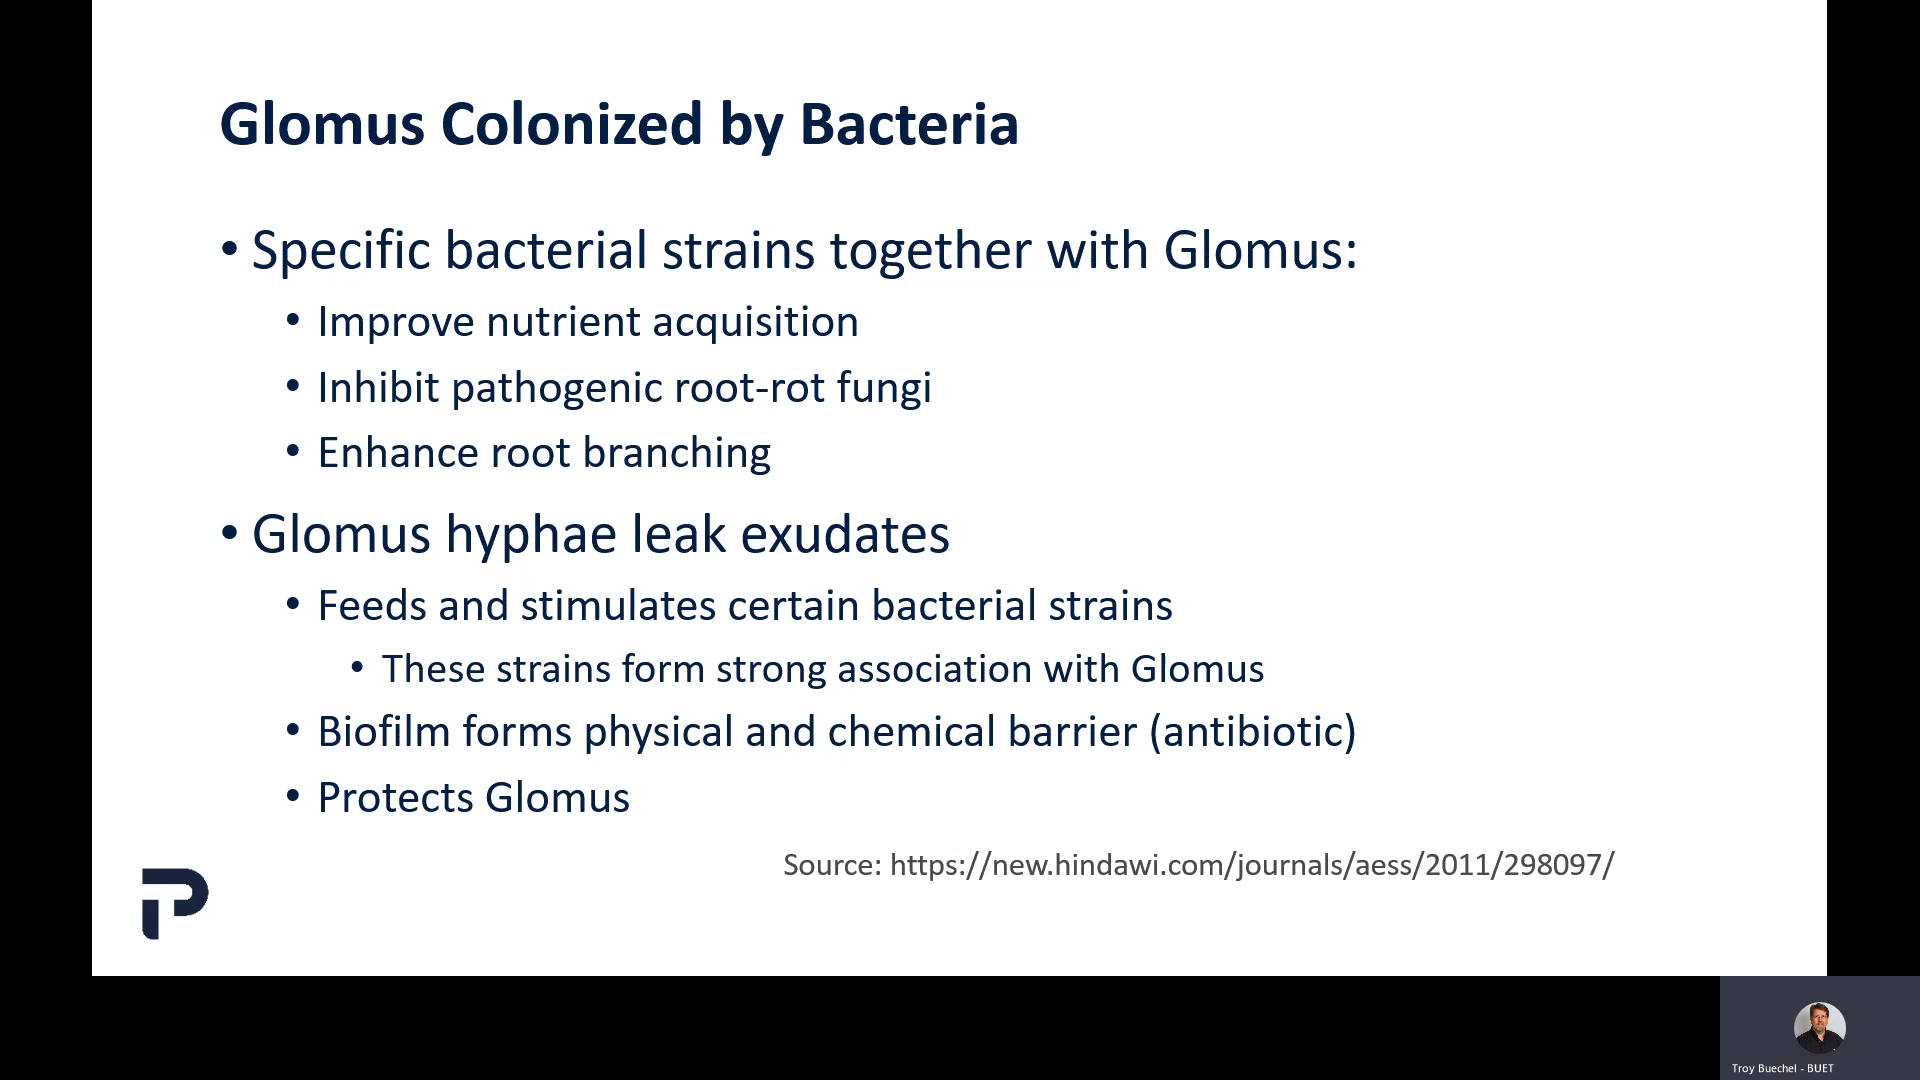 Glomus Colonized by Bacteria
• Specific bacterial strains together with Glomus:
• Improve nutrient acquisition
• Inhibit pathogenic root-rot fungi
• Enhance root branching
• Glomus hyphae leak exudates
• Feeds and stimulates certain bacterial strains
• These strains form strong association with Glomus
• Biofilm forms physical and chemical barrier (antibiotic)
• Protects Glomus
Source: https://new.hindawi.com/journals/aess/2011/298097/
Troy Buechel - BUET